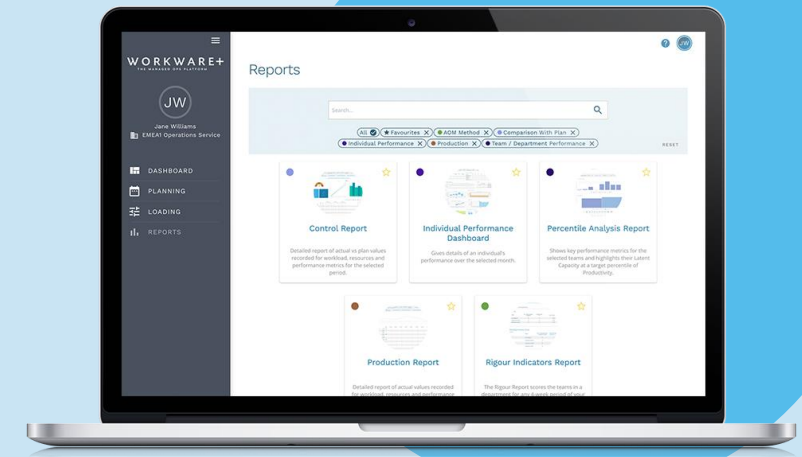 WORKWARE+
THE MANAGER OPS PLATFORM
JW
Jane Williams
EMEA1 Operations Service
DASHBOARD
PLANNING
LOADING
REPORTS
? JW
Reports
Search...
All ★ Favourites X AOM Method X Comparison With Plan X
Individual Performance X Production X Team / Department Performance X
RESET
Control Report
Detailed report of actual vs plan values
recorded for workload, resources and
performance metrics for the selected
period.
Individual Performance
Dashboard
Gives details of an individual's
performance over the selected month.
Percentile Analysis Report
Shows key performance metrics for the
selected teams and highlights their Latent
Capacity at a target percentile of
Productivity.
Production Report
Detailed report of actual values recorded
for workload, resources and performance
Rigour Indicators Report
The Rigour Report scores the teams in a
department for any 4 week period of your